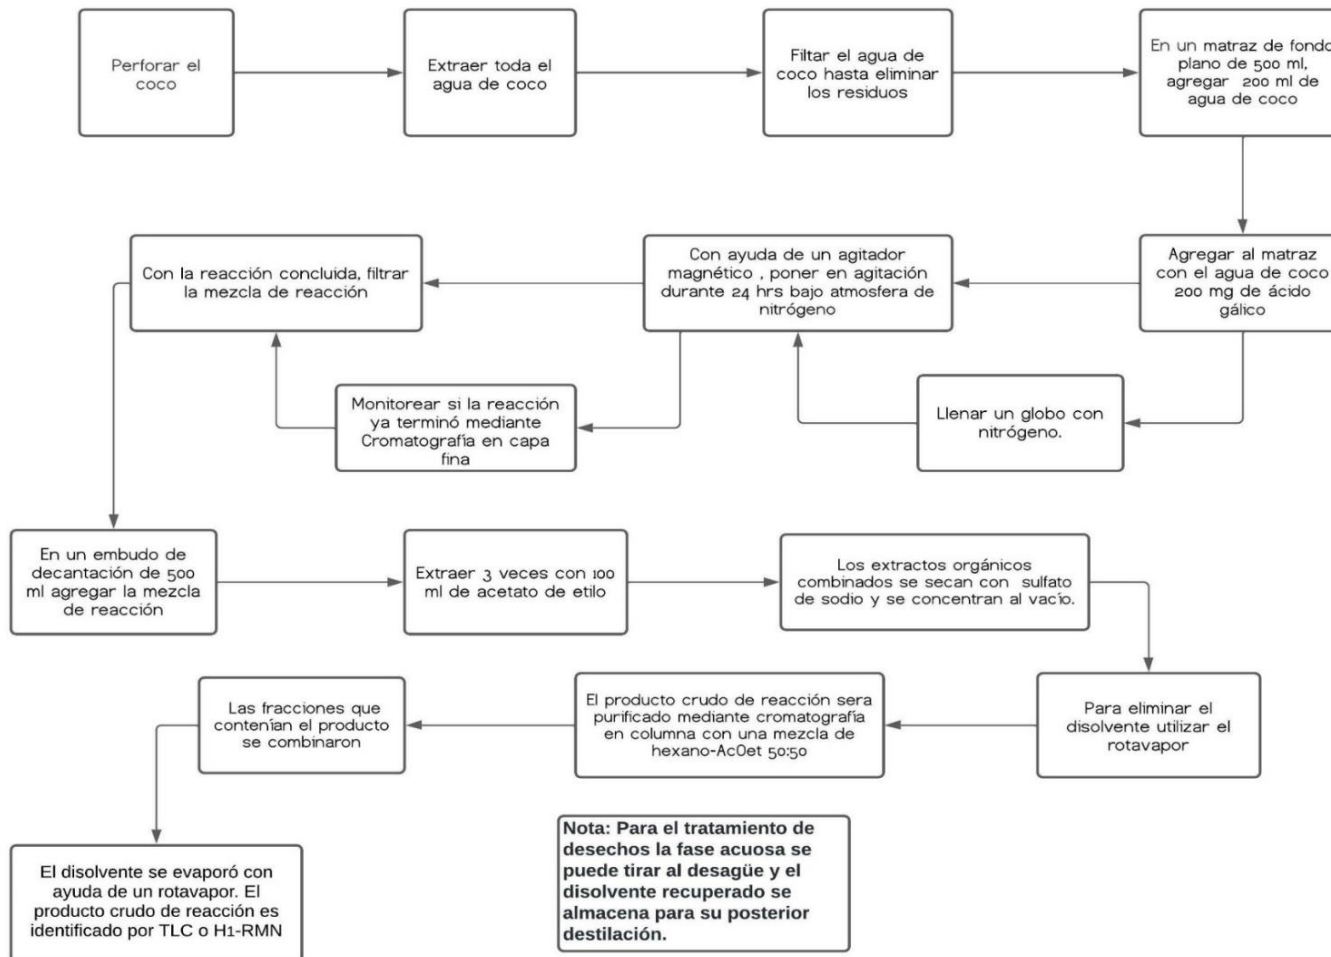 Perforar el
coco
Extraer toda el
agua de coco
Filtar el agua de
coco hasta eliminar
los residuos
En un matraz de fondo
plano de 500 ml,
agregar 200 ml de
agua de coco
Agregar al matraz
con el agua de coco
200 mg de ácido
gálico
Con ayuda de un agitador
magnético , poner en agitación
durante 24 hrs bajo atmosfera de
nitrógeno
Con la reacción concluida, filtrar
la mezcla de reacción
Llenar un globo con
nitrógeno.
Monitorear si la reacción
ya terminó mediante
Cromatografía en capa
fina
En un embudo de
decantación de 500
ml agregar la mezcla
de reacción
Extraer 3 veces con 100
ml de acetato de etilo
Los extractos orgánicos
combinados se secan con sulfato
de sodio y se concentran al vacío.
Para eliminar el
disolvente utilizar el
rotavapor
El producto crudo de reacción sera
purificado mediante cromatografía
en columna con una mezcla de
hexano-AcOet 50:50
Las fracciones que
contenían el producto
se combinaron
El disolvente se evaporó con
ayuda de un rotavapor. El
producto crudo de reacción es
identificado por TLC o H1-RMN
Nota: Para el tratamiento de
desechos la fase acuosa se
puede tirar al desagüe y el
disolvente recuperado se
almacena para su posterior
destilación.